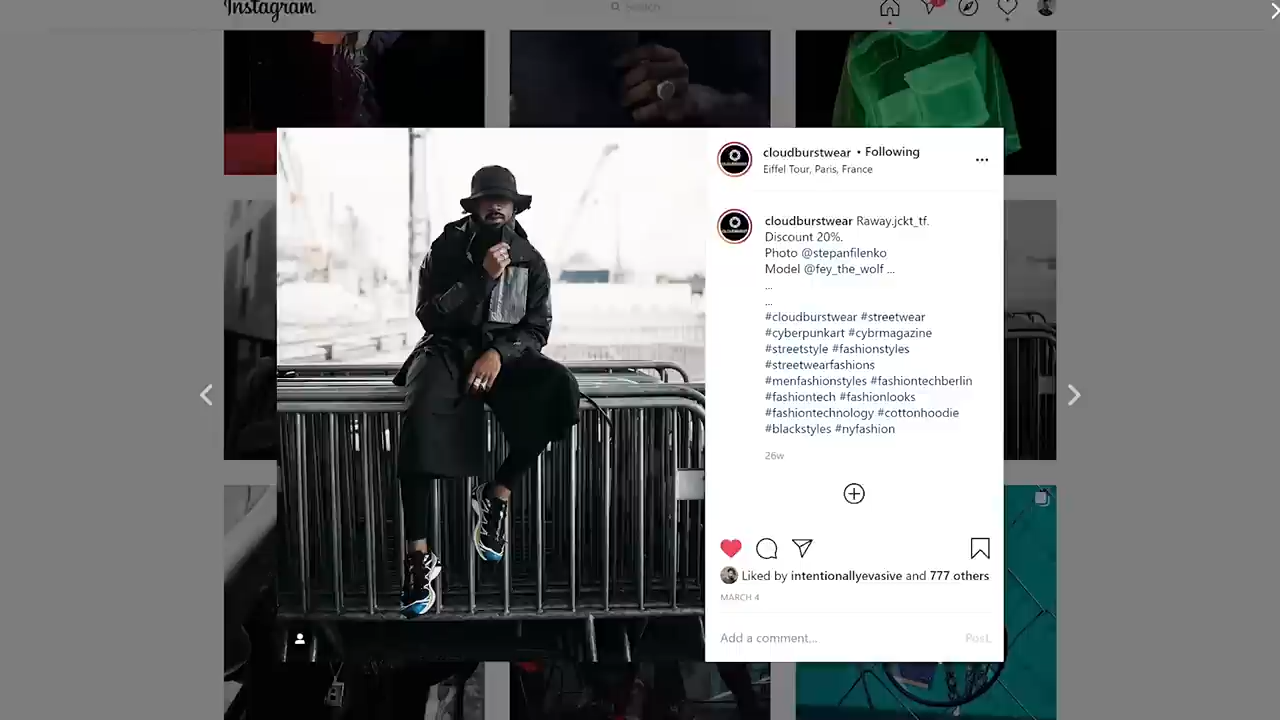 Instagram
Search
cloudburstwear • Following
Eiffel Tour, Paris, France
cloudburstwear Raway.jckt_tf.
Discount 20%.
Photo @stepanfilenko
Model @fey_the_wolf ...
...
...
#cloudburstwear #streetwear
#cyberpunkart #cybrmagazine
#streetstyle #fashionstyles
#streetwearfashions
#menfashionstyles #fashiontechberlin
#fashiontech #fashionlooks
#fashiontechnology #cottonhoodie
#blackstyles #nyfashion
26w
Liked by intentionallyevasive and 777 others
MARCH 4
Add a comment...
Post